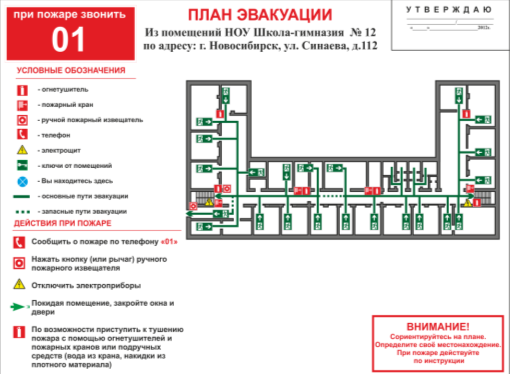 при пожаре звонить
01
ПЛАН ЭВАКУАЦИИ
Из помещений НОУ Школа-гимназия № 12
по адресу: г. Новосибирск, ул. Синаева, д.112
УТВЕРЖДАЮ
УСЛОВНЫЕ ОБОЗНАЧЕНИЯ
- огнетушитель
- пожарный кран
- ручной пожарный извещатель
- телефон
- электрощит
- ключи от помещений
- Вы находитесь здесь
- основные пути эвакуации
- запасные пути эвакуации
ДЕЙСТВИЯ ПРИ ПОЖАРЕ
Сообщить о пожаре по телефону «01»
Нажать кнопку (или рычаг) ручного
пожарного извещателя
Отключить электроприборы
Покидая помещение, закройте окна и
двери
По возможности приступить к тушению
пожара с помощью огнетушителей и
пожарных кранов или подручных
средств (вода из крана, накидки из
плотного материала)
ВНИМАНИЕ!
Сориентируйтесь на плане.
Определите своё местонахождение.
При пожаре действуйте
по инструкции